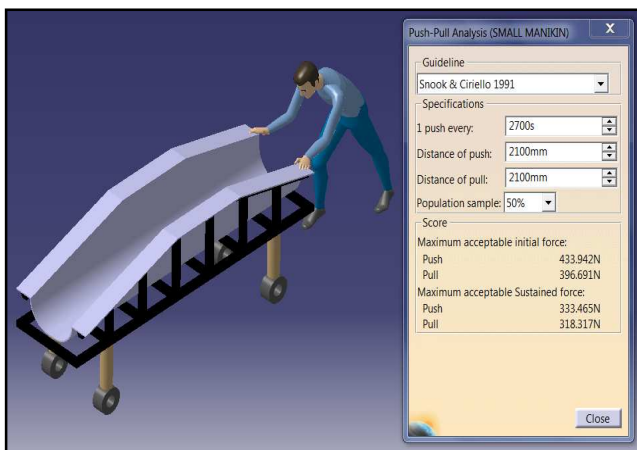 Push-Pull Analysis (SMALL MANIKIN) X
Guideline
Snook & Ciriello 1991
Specifications
1 push every: 2700s
Distance of push: 2100mm
Distance of pull: 2100mm
Population sample: 50%
Score
Maximum acceptable initial force:
Push 433.942N
Pull 396.691N
Maximum acceptable Sustained force:
Push 333.465N
Pull 318.317N
Close